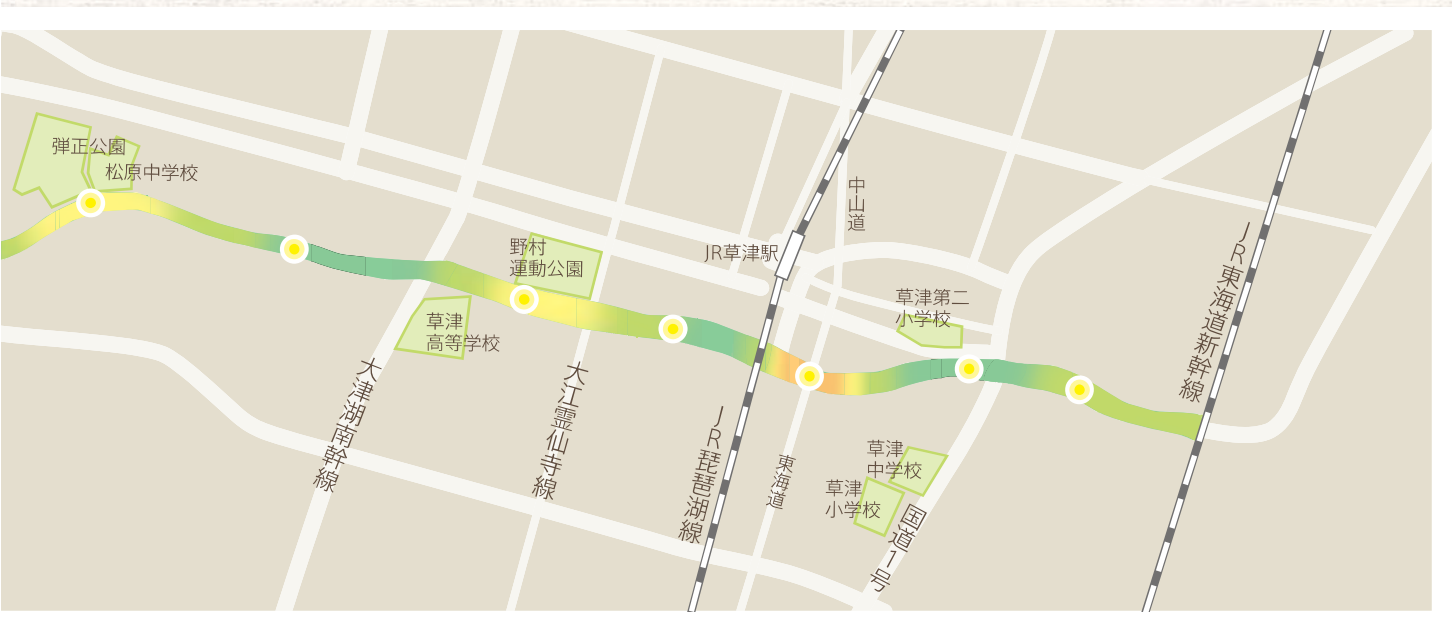 弾正公園
松原中学校
中山道
野村
運動公園
JR草津駅
JR東海道新幹線
草津第二
小学校
草津
高等学校
大津湖南幹線
大江霊仙寺線
JR琵琶湖線
東海道
草津
中学校
草津
小学校
国道1号